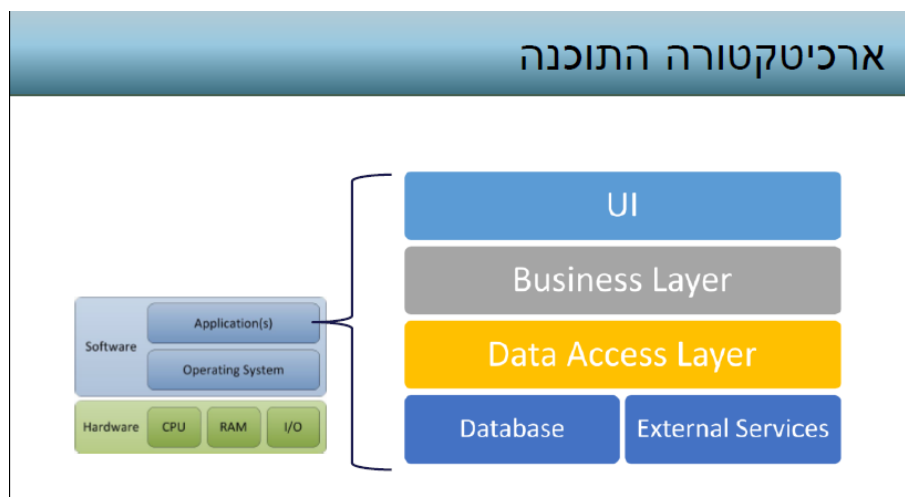 ארכיטקטורה התוכנה
UI
Business Layer
Data Access Layer
Database
External Services
Software
Application(s)
Operating System
Hardware
CPU
RAM
I/O